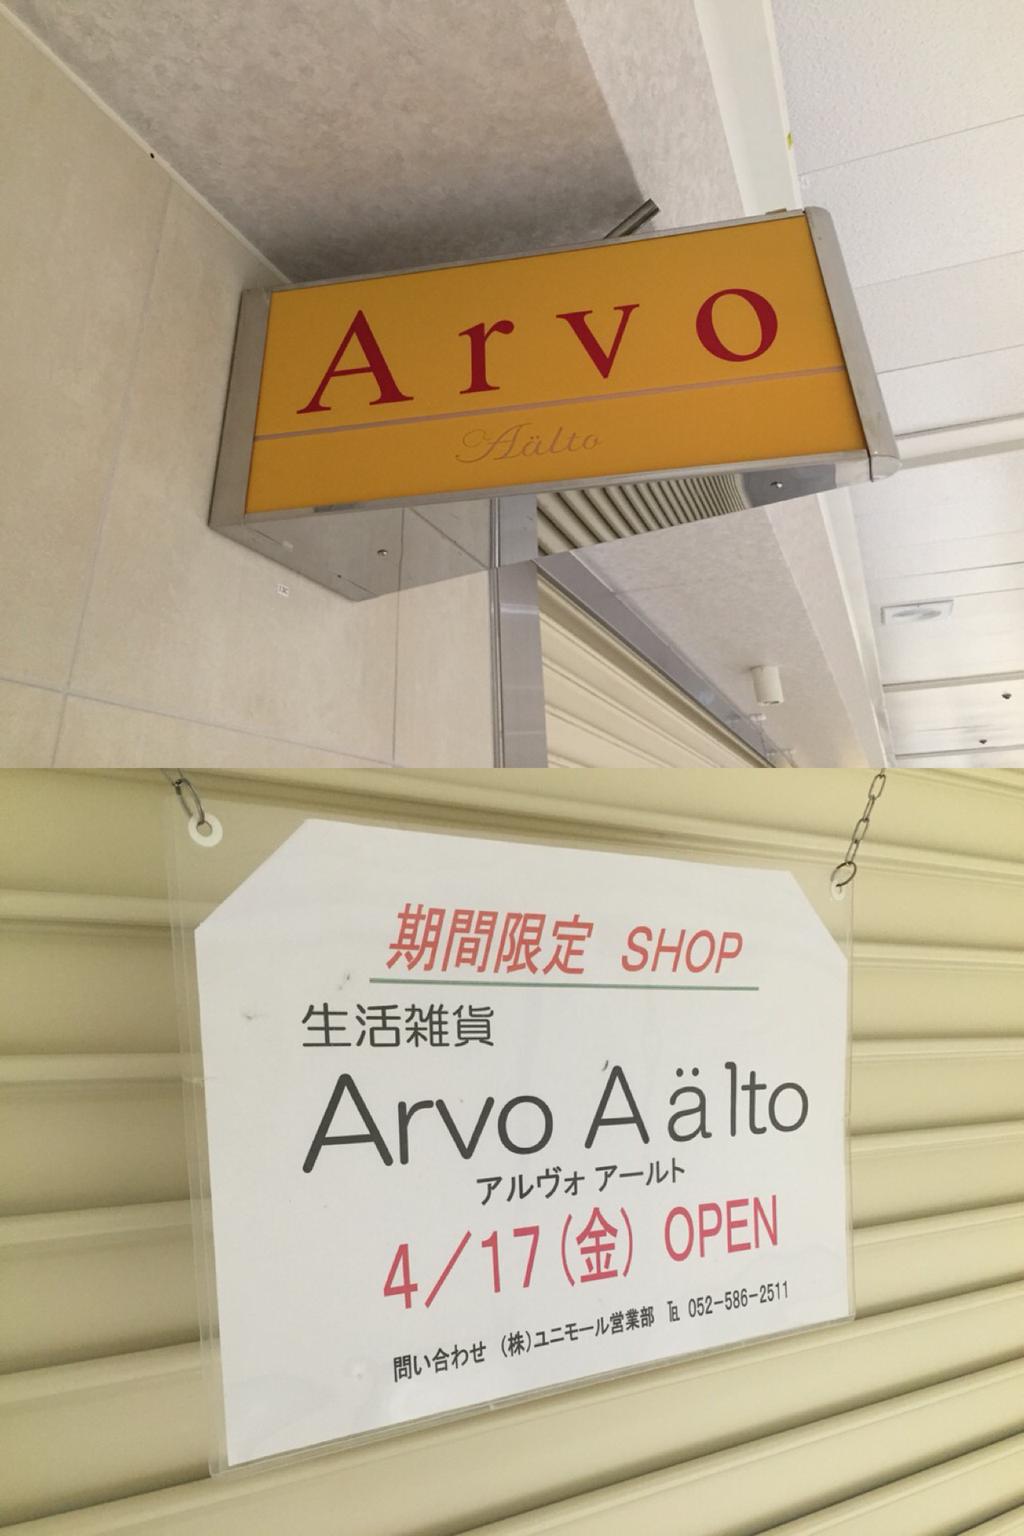 Arvo
Aälto
期間限定 SHOP
生活雑貨
Arvo Aälto
アルヴォ アールト
4/17(金) OPEN
問い合わせ (株)ユニモール営業部 ℡ 052-586-2511